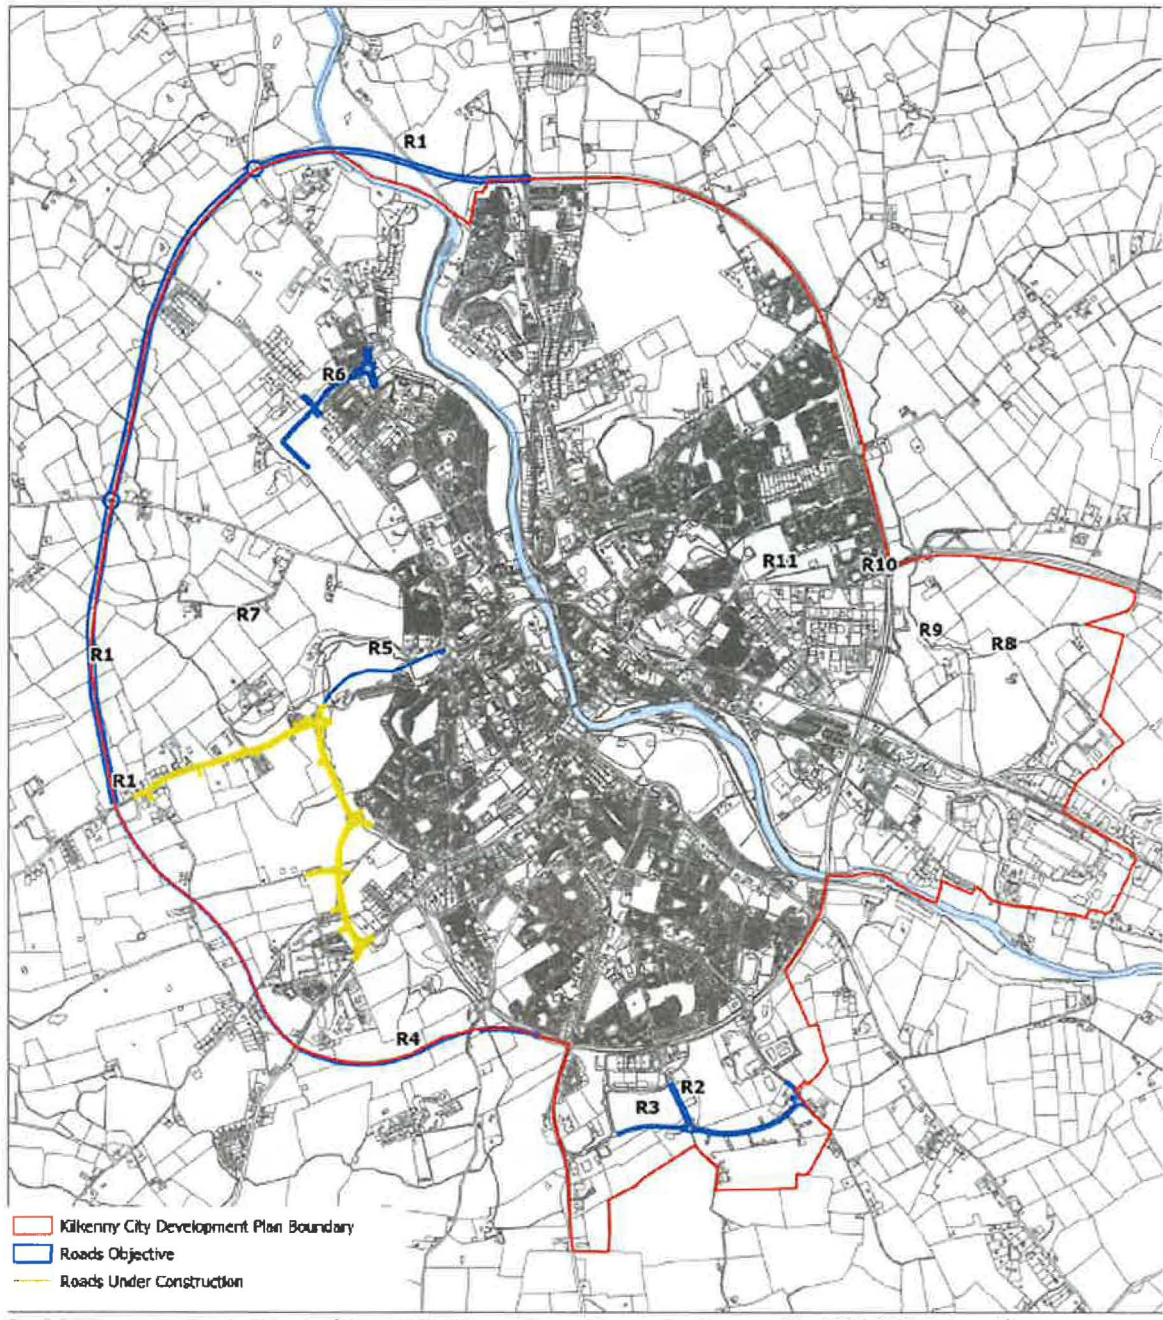 R1
R6
R11
R10
R7
R9
R8
R5
R1
R1
R4
R2
R3
Kilkenny City Development Plan Boundary
Roads Objective
Roads Under Construction